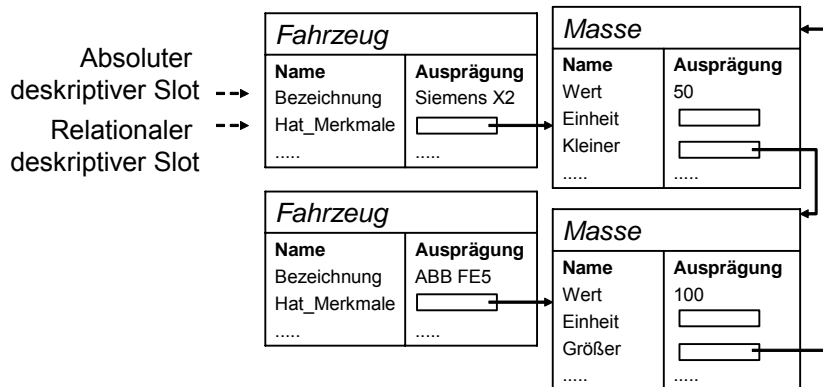 Absoluter
deskriptiver Slot
Relationaler
deskriptiver Slot
Fahrzeug
Name Ausprägung
Bezeichnung Siemens X2
Hat_Merkmale
..... .....
Masse
Name Ausprägung
Wert 50
Einheit
Kleiner
..... .....
Fahrzeug
Name Ausprägung
Bezeichnung ABB FE5
Hat_Merkmale
..... .....
Masse
Name Ausprägung
Wert 100
Einheit
Größer
..... .....